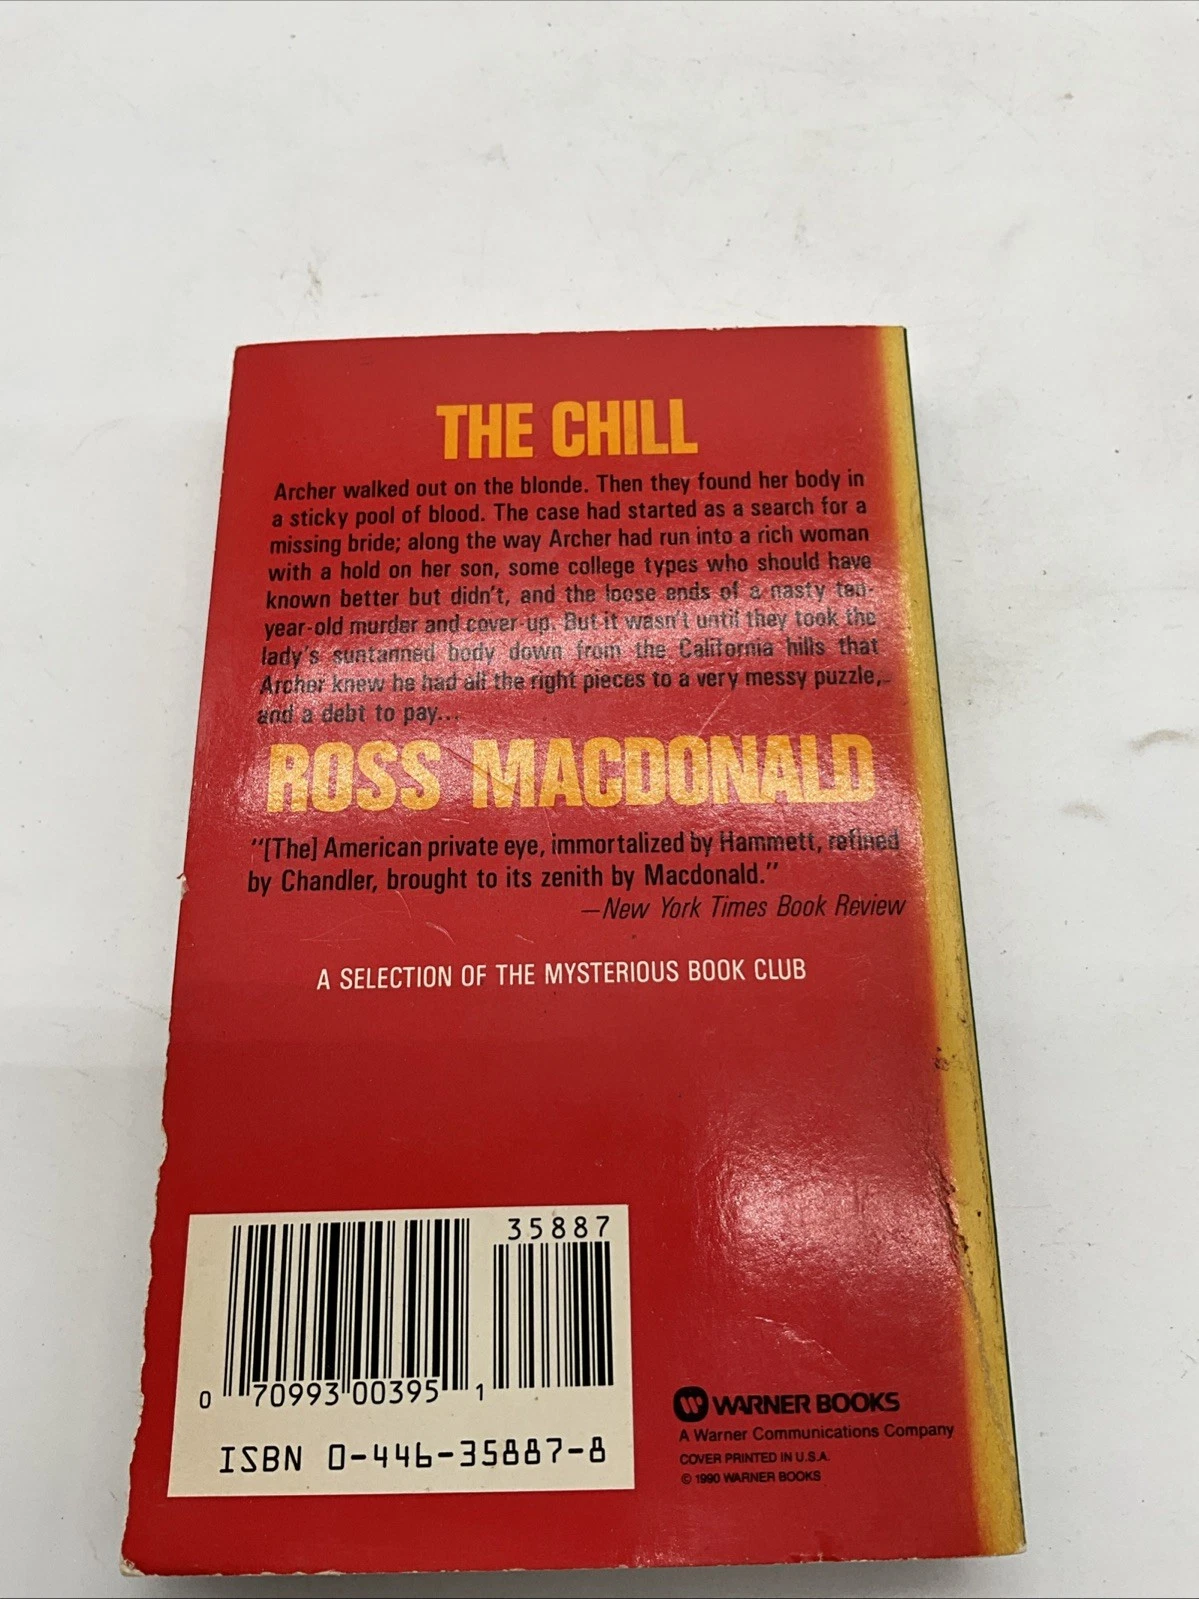 THE CHILL
Archer walked out on the blonde. Then they found her body in
a sticky pool of blood. The case had started as a search for a
missing bride; along the way Archer had run into a rich woman
with a hold on her son, some college types who should have
known better but didn't, and the loose ends of a nasty ten-
year-old murder and cover-up. But it wasn't until they took the
lady's suntanned body down from the California hills that
Archer knew he had all the right pieces to a very messy puzzle,
and a debt to pay...
ROSS MACDONALD
"[The] American private eye, immortalized by Hammett, refined
by Chandler, brought to its zenith by Macdonald."
—New York Times Book Review
A SELECTION OF THE MYSTERIOUS BOOK CLUB
35887
0 70993 00395 1
ISBN 0-446-35887-8
WARNER BOOKS
A Warner Communications Company
COVER PRINTED IN U.S.A.
© 1990 WARNER BOOKS